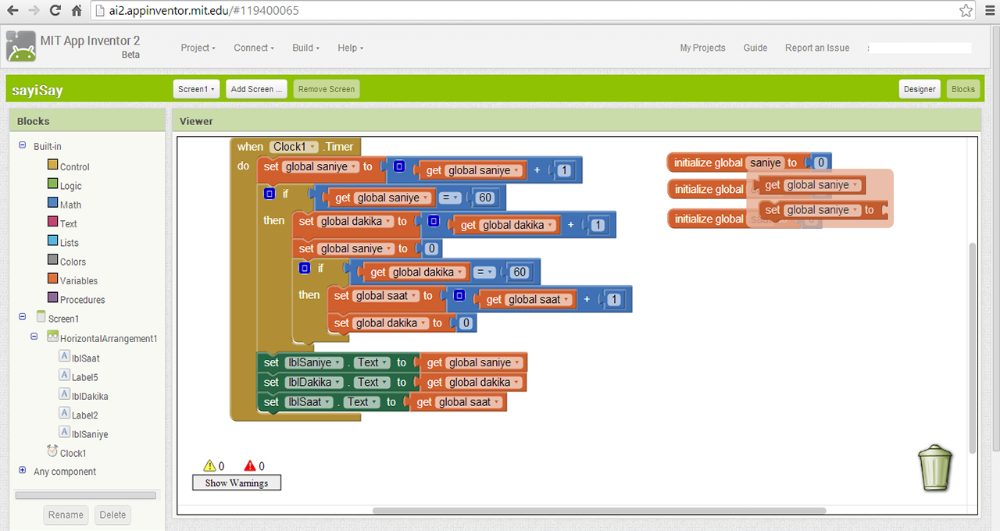 ai2.appinventor.mit.edu/#119400065
MIT App Inventor 2
Beta
Project Connect Build Help
My Projects Guide Report an Issue
sayiSay
Screen1 Add Screen ... Remove Screen
Designer Blocks
Blocks
Built-in
Control
Logic
Math
Text
Lists
Colors
Variables
Procedures
Screen1
HorizontalArrangement1
lblSaat
Label5
lblDakika
Label2
lblSaniye
Clock1
Any component
Rename Delete
Viewer
when Clock1 .Timer
do set global saniye to get global saniye + 1
if get global saniye = 60
then set global dakika to get global dakika + 1
set global saniye to 0
if get global dakika = 60
then set global saat to get global saat + 1
set global dakika to 0
set lblSaniye . Text to get global saniye
set lblDakika . Text to get global dakika
set lblSaat . Text to get global saat
initialize global saniye to 0
initialize global
get global saniye
set global saniye to
initialize global
0 0
Show Warnings